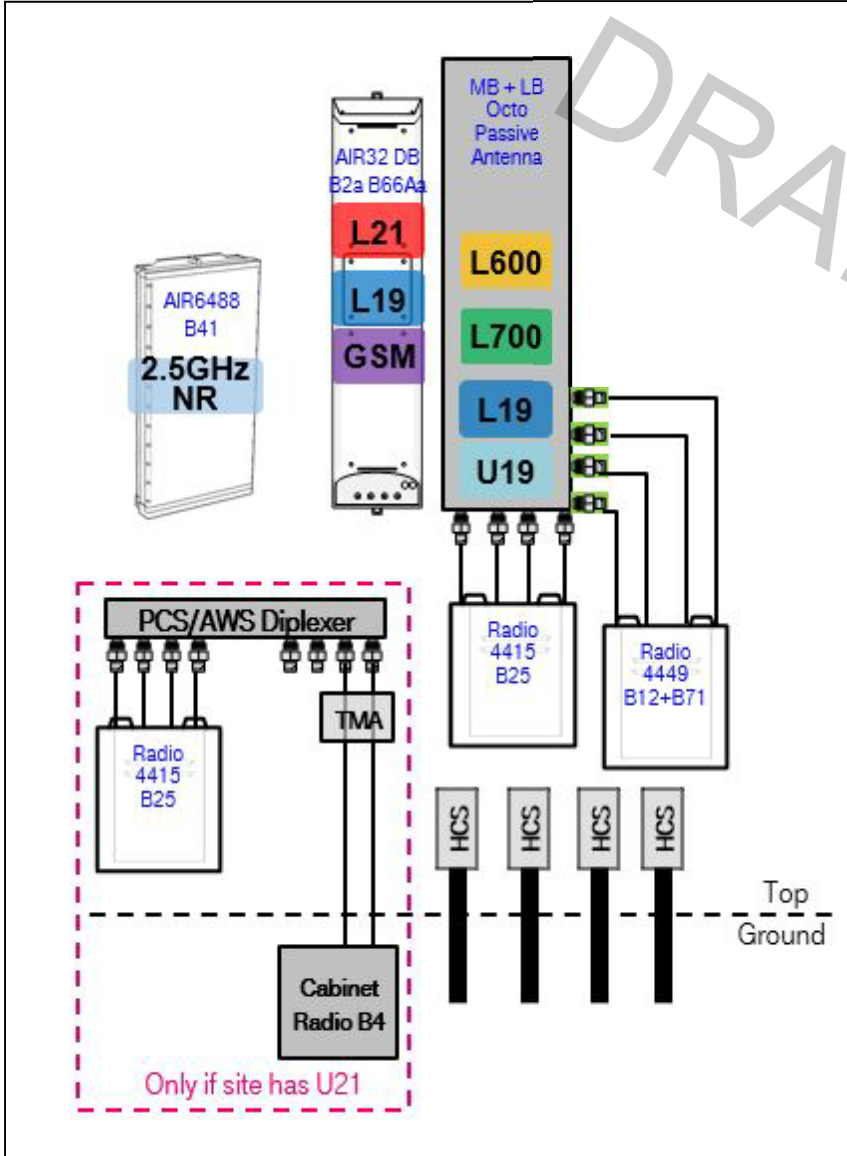 DRA
MB + LB
Octo
Passive
Antenna
AIR32 DB
B2a B66Aa
L21
L19
GSM
L600
L700
L19
U19
AIR6488
B41
2.5GHz
NR
PCS/AWS Diplexer
TMA
Radio
4415
B25
Radio
4415
B25
Radio
4449
B12+B71
HCS
HCS
HCS
HCS
Top
Ground
Cabinet
Radio B4
Only if site has U21